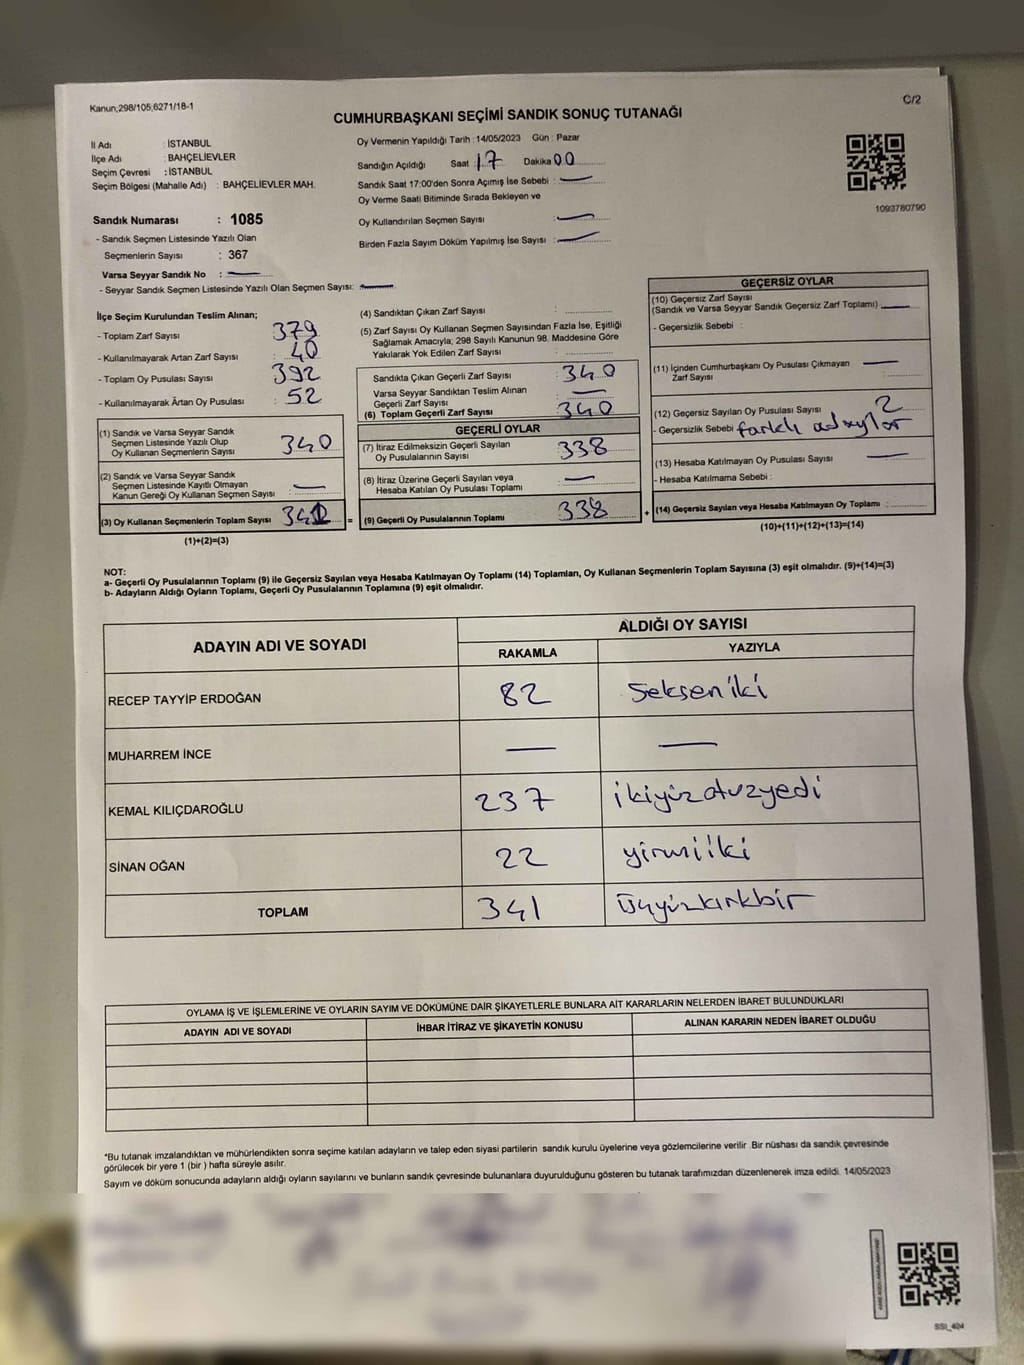 Kanun;298/105,6271/18-1
C/2
CUMHURBAŞKANI SEÇİMİ SANDIK SONUÇ TUTANAĞI
İl Adı : İSTANBUL
İlçe Adı : BAHÇELİEVLER
Seçim Çevresi : İSTANBUL
Seçim Bölgesi (Mahalle Adı) : BAHÇELİEVLER MAH.
Sandık Numarası : 1085
- Sandık Seçmen Listesinde Yazılı Olan
Seçmenlerin Sayısı : 367
Varsa Seyyar Sandık No :
- Seyyar Sandık Seçmen Listesinde Yazılı Olan Seçmen Sayısı:
Oy Vermenin Yapıldığı Tarih : 14/05/2023 Gün : Pazar
Sandığın Açıldığı Saat : 17 Dakika 00
Sandık Saat 17:00'den Sonra Açımış İse Sebebi :
Oy Verme Saati Bitiminde Sırada Bekleyen ve
Oy Kullandırılan Seçmen Sayısı :
Birden Fazla Sayım Döküm Yapılmış İse Sayısı :
1093780790
İlçe Seçim Kurulundan Teslim Alınan;
- Toplam Zarf Sayısı : 379
- Kullanılmayarak Artan Zarf Sayısı : 40
- Toplam Oy Pusulası Sayısı : 392
- Kullanılmayarak Artan Oy Pusulası : 52
(1) Sandık ve Varsa Seyyar Sandık
Seçmen Listesinde Yazılı Olup
Oy Kullanan Seçmenlerin Sayısı : 340
(2) Sandık ve Varsa Seyyar Sandık
Seçmen Listesinde Kayıtlı Olmayan
Kanun Gereği Oy Kullanan Seçmen Sayısı :
(3) Oy Kullanan Seçmenlerin Toplam Sayısı =
(1)+(2)=(3)
(4) Sandıktan Çıkan Zarf Sayısı :
(5) Zarf Sayısı Oy Kullanan Seçmen Sayısından Fazla İse, Eşitliği
Sağlamak Amacıyla; 298 Sayılı Kanunun 98. Maddesine Göre
Yakılarak Yok Edilen Zarf Sayısı :
Sandıkta Çıkan Geçerli Zarf Sayısı : 340
Varsa Seyyar Sandıktan Teslim Alınan
Geçerli Zarf Sayısı :
(6) Toplam Geçerli Zarf Sayısı 340
GEÇERLİ OYLAR
(7) İtiraz Edilmeksizin Geçerli Sayılan
Oy Pusulalarının Sayısı : 338
(8) İtiraz Üzerine Geçerli Sayılan veya
Hesaba Katılan Oy Pusulası Toplamı :
(9) Geçerli Oy Pusulalarının Toplamı : 338 +
GEÇERSİZ OYLAR
(10) Geçersiz Zarf Sayısı
(Sandık ve Varsa Seyyar Sandık Geçersiz Zarf Toplamı)
- Geçersizlik Sebebi :
(11) İçinden Cumhurbaşkanı Oy Pusulası Çıkmayan
Zarf Sayısı :
(12) Geçersiz Sayılan Oy Pusulası Sayısı 2
- Geçersizlik Sebebi farklı adaylar
(13) Hesaba Katılmayan Oy Pusulası Sayısı :
- Hesaba Katılmama Sebebi :
(14) Geçersiz Sayılan veya Hesaba Katılmayan Oy Toplamı :
(10)+(11)+(12)+(13)=(14)
NOT:
a- Geçerli Oy Pusulalarının Toplamı (9) ile Geçersiz Sayılan veya Hesaba Katılmayan Oy Toplamı (14) Toplamları, Oy Kullanan Seçmenlerin Toplam Sayısına (3) eşit olmalıdır. (9)+(14)=(3)
b- Adayların Aldığı Oyların Toplamı, Geçerli Oy Pusulalarının Toplamına (9) eşit olmalıdır.
ADAYIN ADI VE SOYADI ALDIĞI OY SAYISI
RAKAMLA YAZIYLA
RECEP TAYYİP ERDOĞAN 82 Sekseniki
MUHARREM İNCE
KEMAL KILIÇDAROĞLU 237 ikiyüzotuzyedi
SİNAN OĞAN 22 yirmiiki
TOPLAM 341 üçyüzkırkbir
OYLAMA İŞ VE İŞLEMLERİNE VE OYLARIN SAYIM VE DÖKÜMÜNE DAİR ŞİKAYETLERLE BUNLARA AİT KARARLARIN NELERDEN İBARET BULUNDUKLARI
ADAYIN ADI VE SOYADI İHBAR İTİRAZ VE ŞİKAYETİN KONUSU ALINAN KARARIN NEDEN İBARET OLDUĞU
*Bu tutanak imzalandıktan ve mühürlendikten sonra seçime katılan adayların ve talep eden siyasi partilerin sandık kurulu üyelerine veya gözlemcilerine verilir .Bir nüshası da sandık çevresinde
görülecek bir yere 1 (bir ) hafta süreyle asılır.
Sayım ve döküm sonucunda adayların aldığı oyların sayılarını ve bunların sandık çevresinde bulunanlara duyurulduğunu gösteren bu tutanak tarafımızdan düzenlenerek imza edildi. 14/05/2023
SSI_404